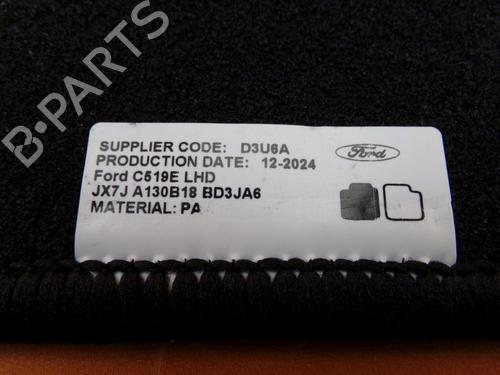 SUPPLIER CODE: D3U6A
PRODUCTION DATE: 12-2024
Ford C519E LHD
JX7J A130B18 BD3JA6
MATERIAL: PA
Ford
B-PARTS